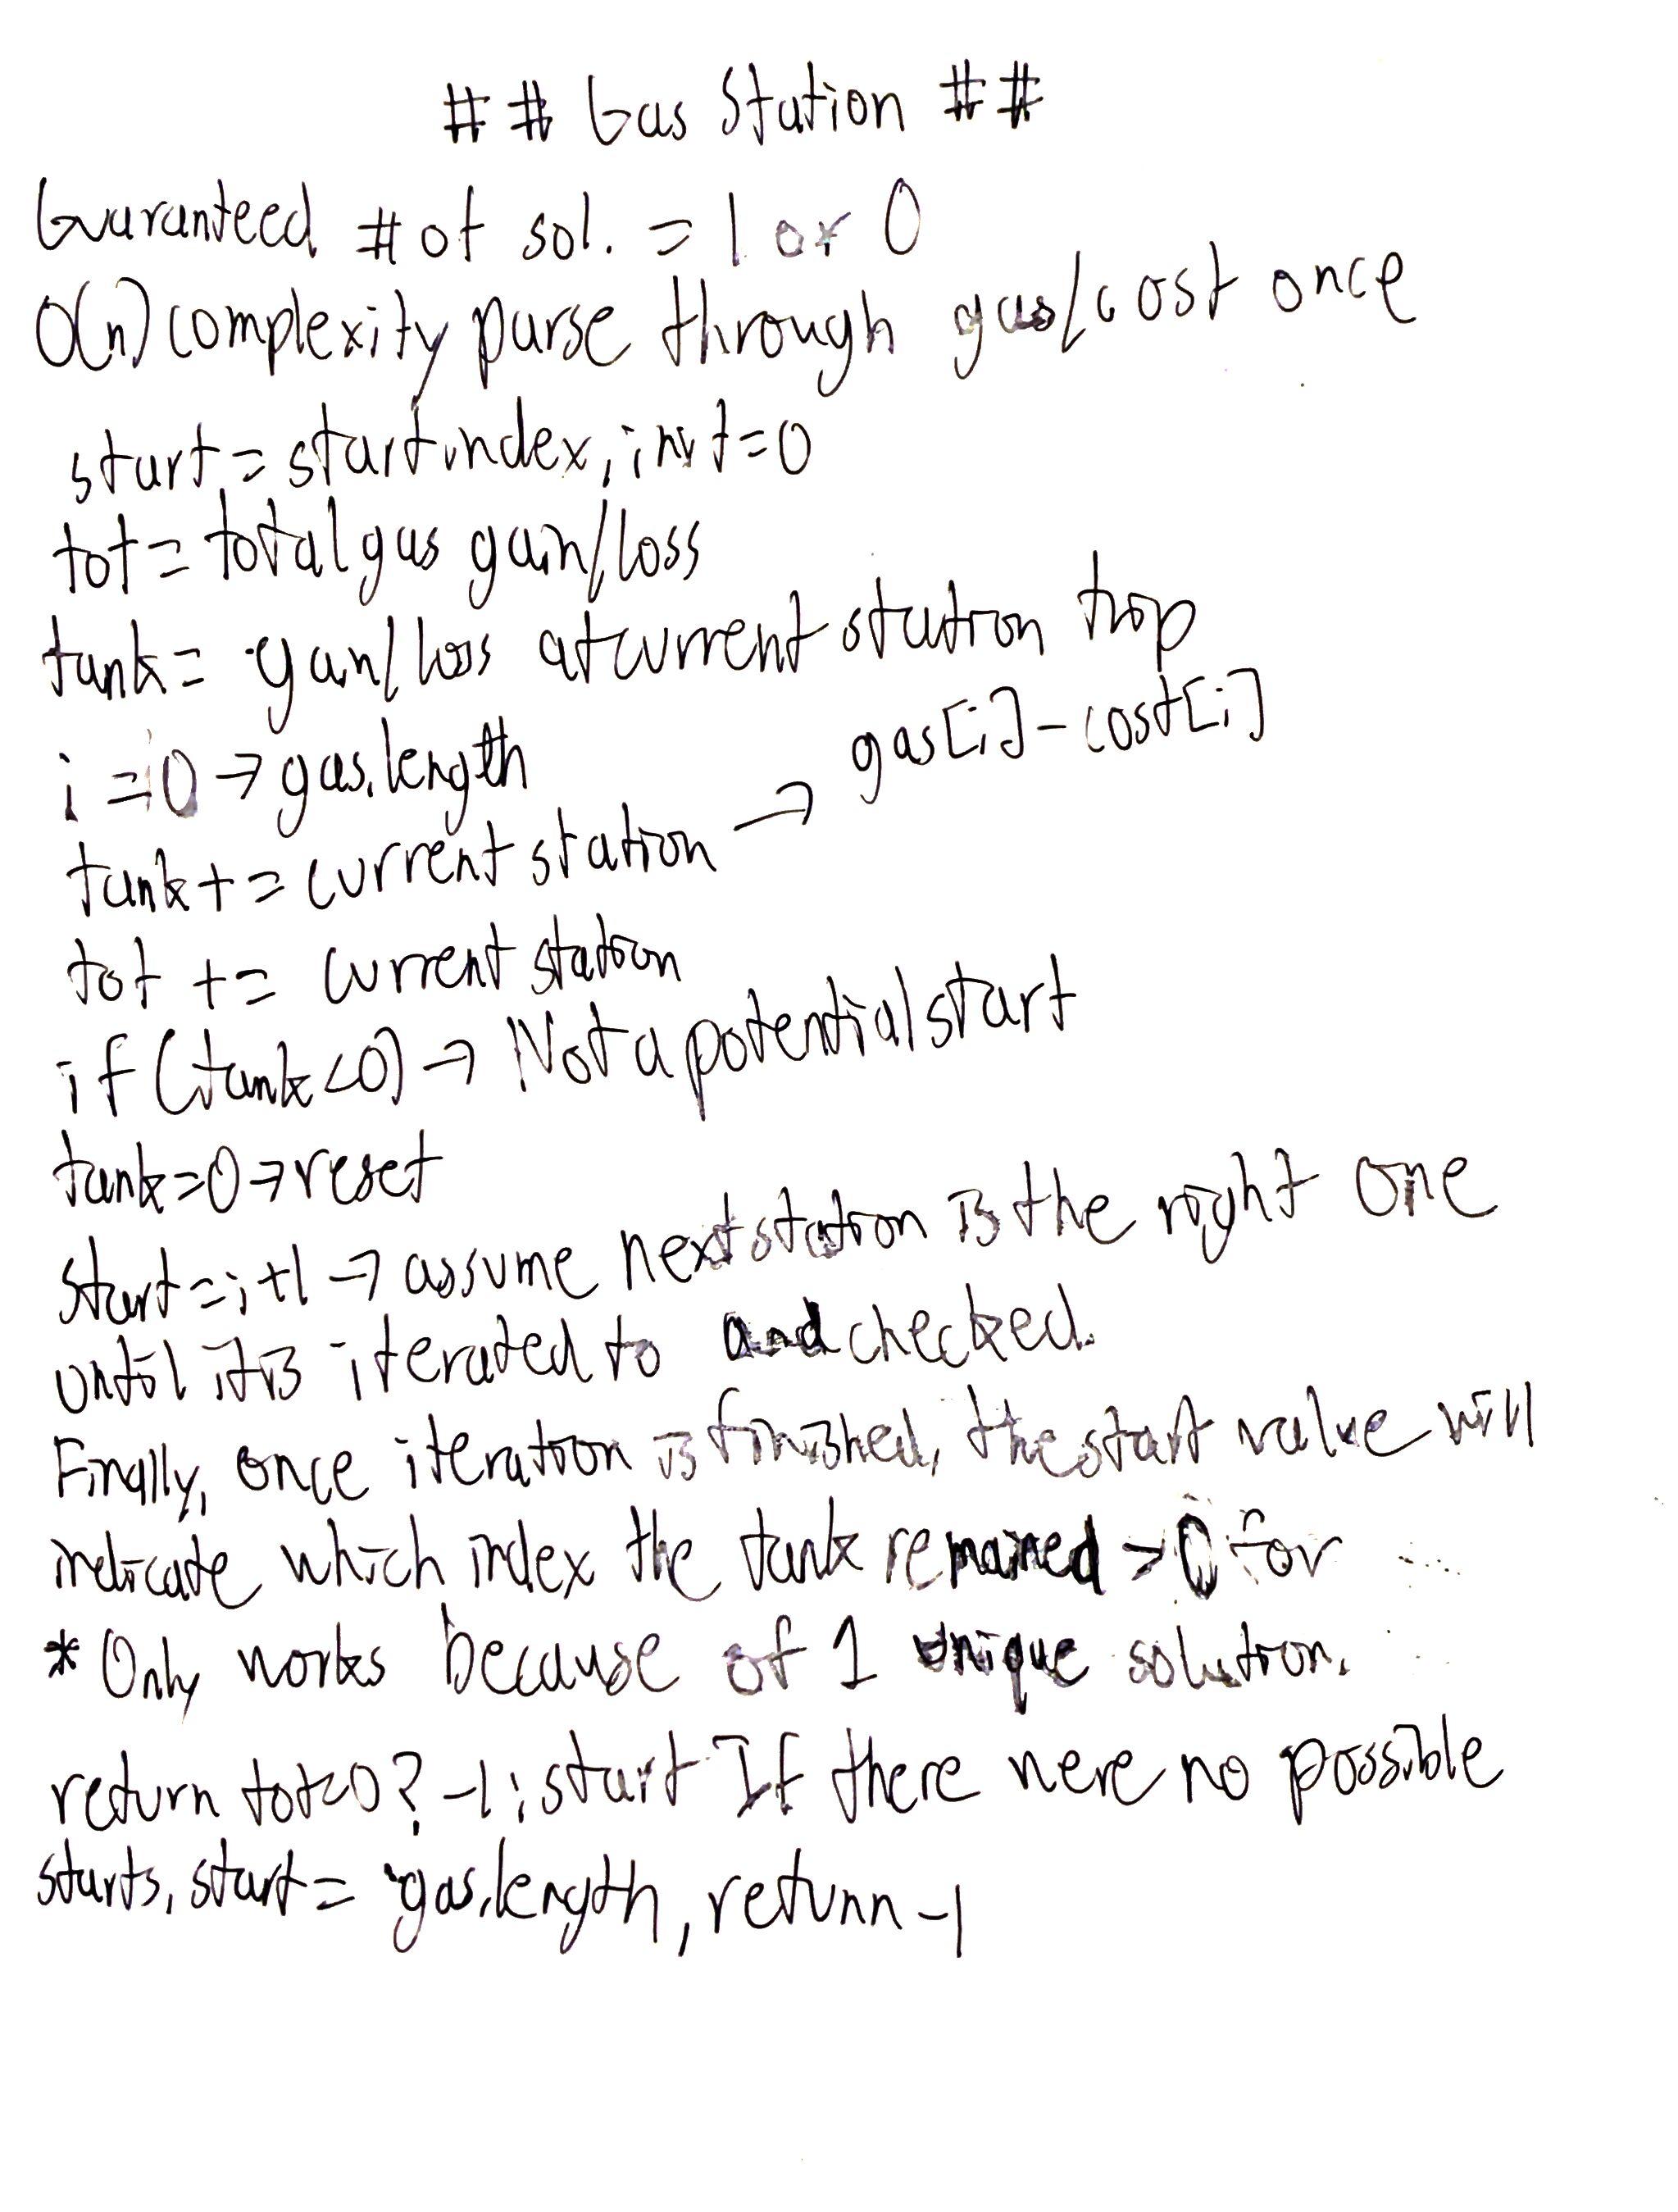 ## Gas Station ##
Guaranteed # of sol. = 1 or 0
O(n) complexity parse through gas/cost once
start = start index, init=0
tot = total gas gain/loss
tank = gain/loss at current station trip
i = 0 → gas.length
tank += current station → gas[i] - cost[i]
tot += current station
if (tank<0) → Not a potential start
tank=0 → reset
start=i+1 → assume next station is the right one
until it is iterated to and checked.
Finally, once iteration is finished, the start value will
indicate which index the tank remained >0 for
* Only works because of 1 unique solution.
return tot<0? -1 : start If there were no possible
starts, start = gas.length, return -1